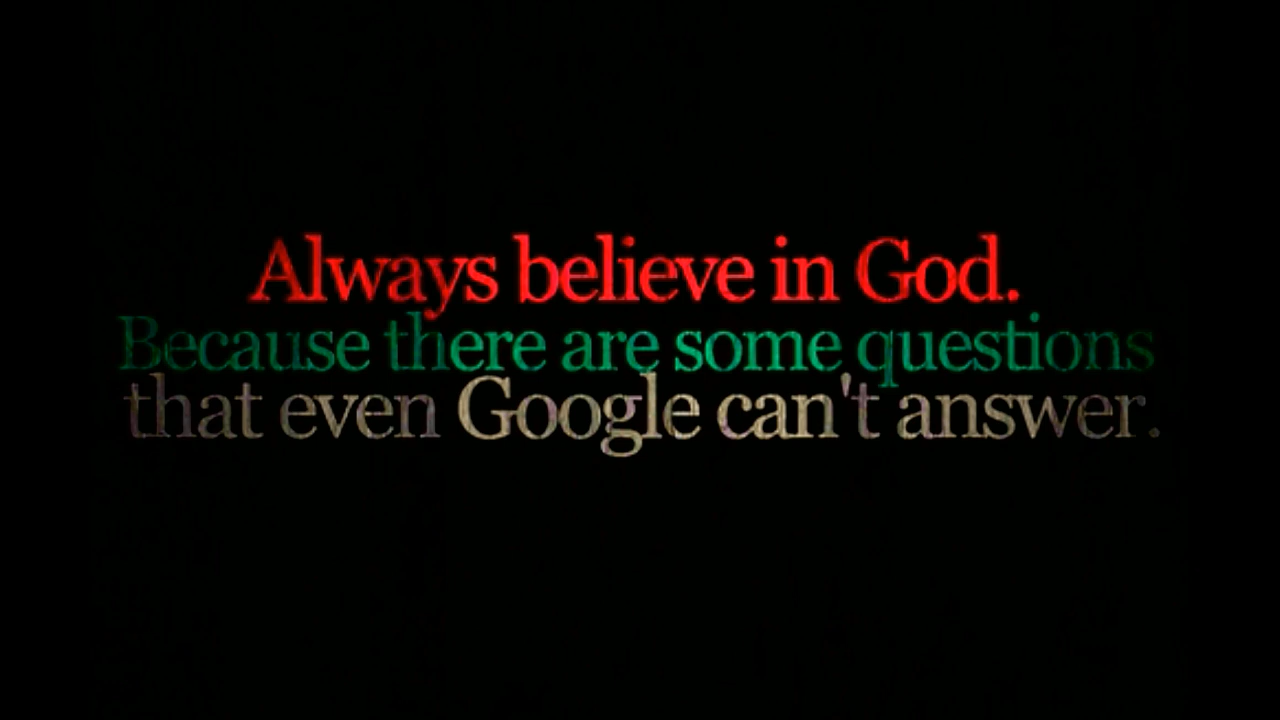 Always believe in God.
Because there are some questions
that even Google can't answer.